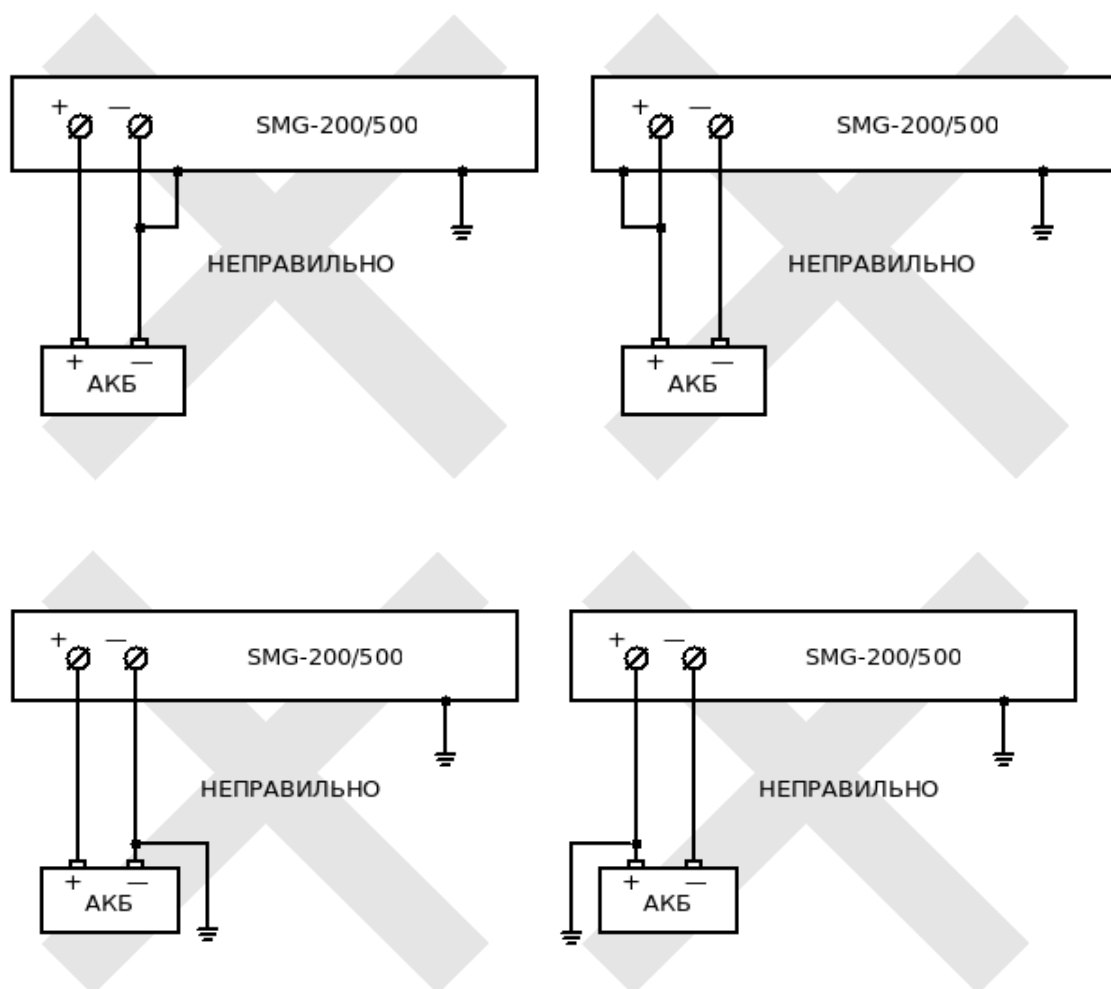 + — SMG-200/500
НЕПРАВИЛЬНО
+ —
АКБ
+ — SMG-200/500
НЕПРАВИЛЬНО
+ —
АКБ
+ — SMG-200/500
НЕПРАВИЛЬНО
+ —
АКБ
+ — SMG-200/500
НЕПРАВИЛЬНО
+ —
АКБ